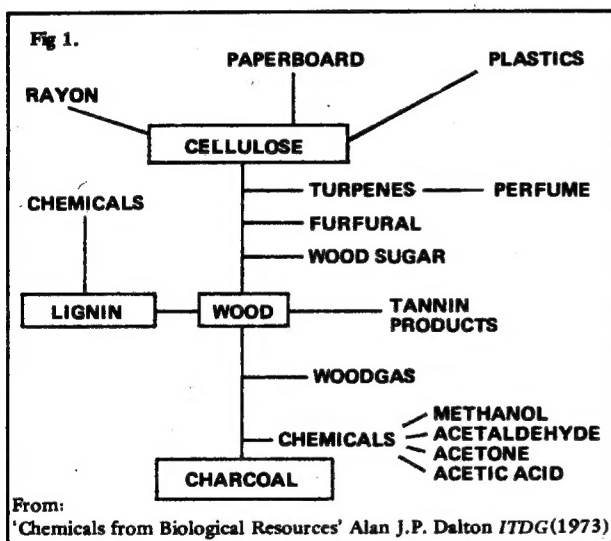 Fig 1.
PAPERBOARD
PLASTICS
RAYON
CELLULOSE
CHEMICALS
TURPENES
PERFUME
FURFURAL
WOOD SUGAR
LIGNIN
WOOD
TANNIN
PRODUCTS
WOODGAS
CHEMICALS
METHANOL
ACETALDEHYDE
ACETONE
ACETIC ACID
CHARCOAL
From:
'Chemicals from Biological Resources' Alan J.P. Dalton ITDG(1973)